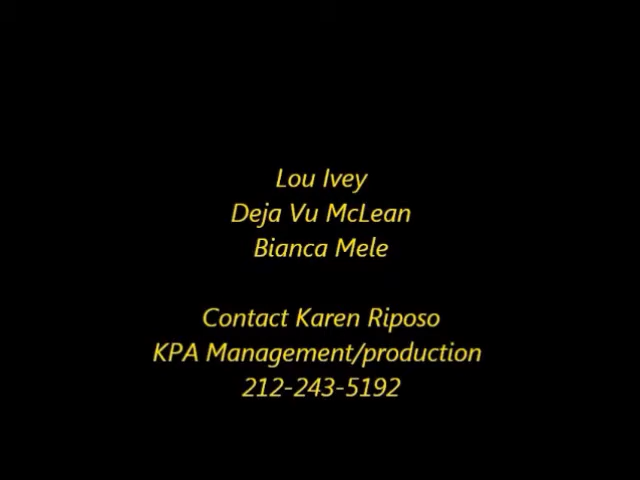 Lou Ivey
Deja Vu McLean
Bianca Mele
Contact Karen Riposo
KPA Management/production
212-243-5192